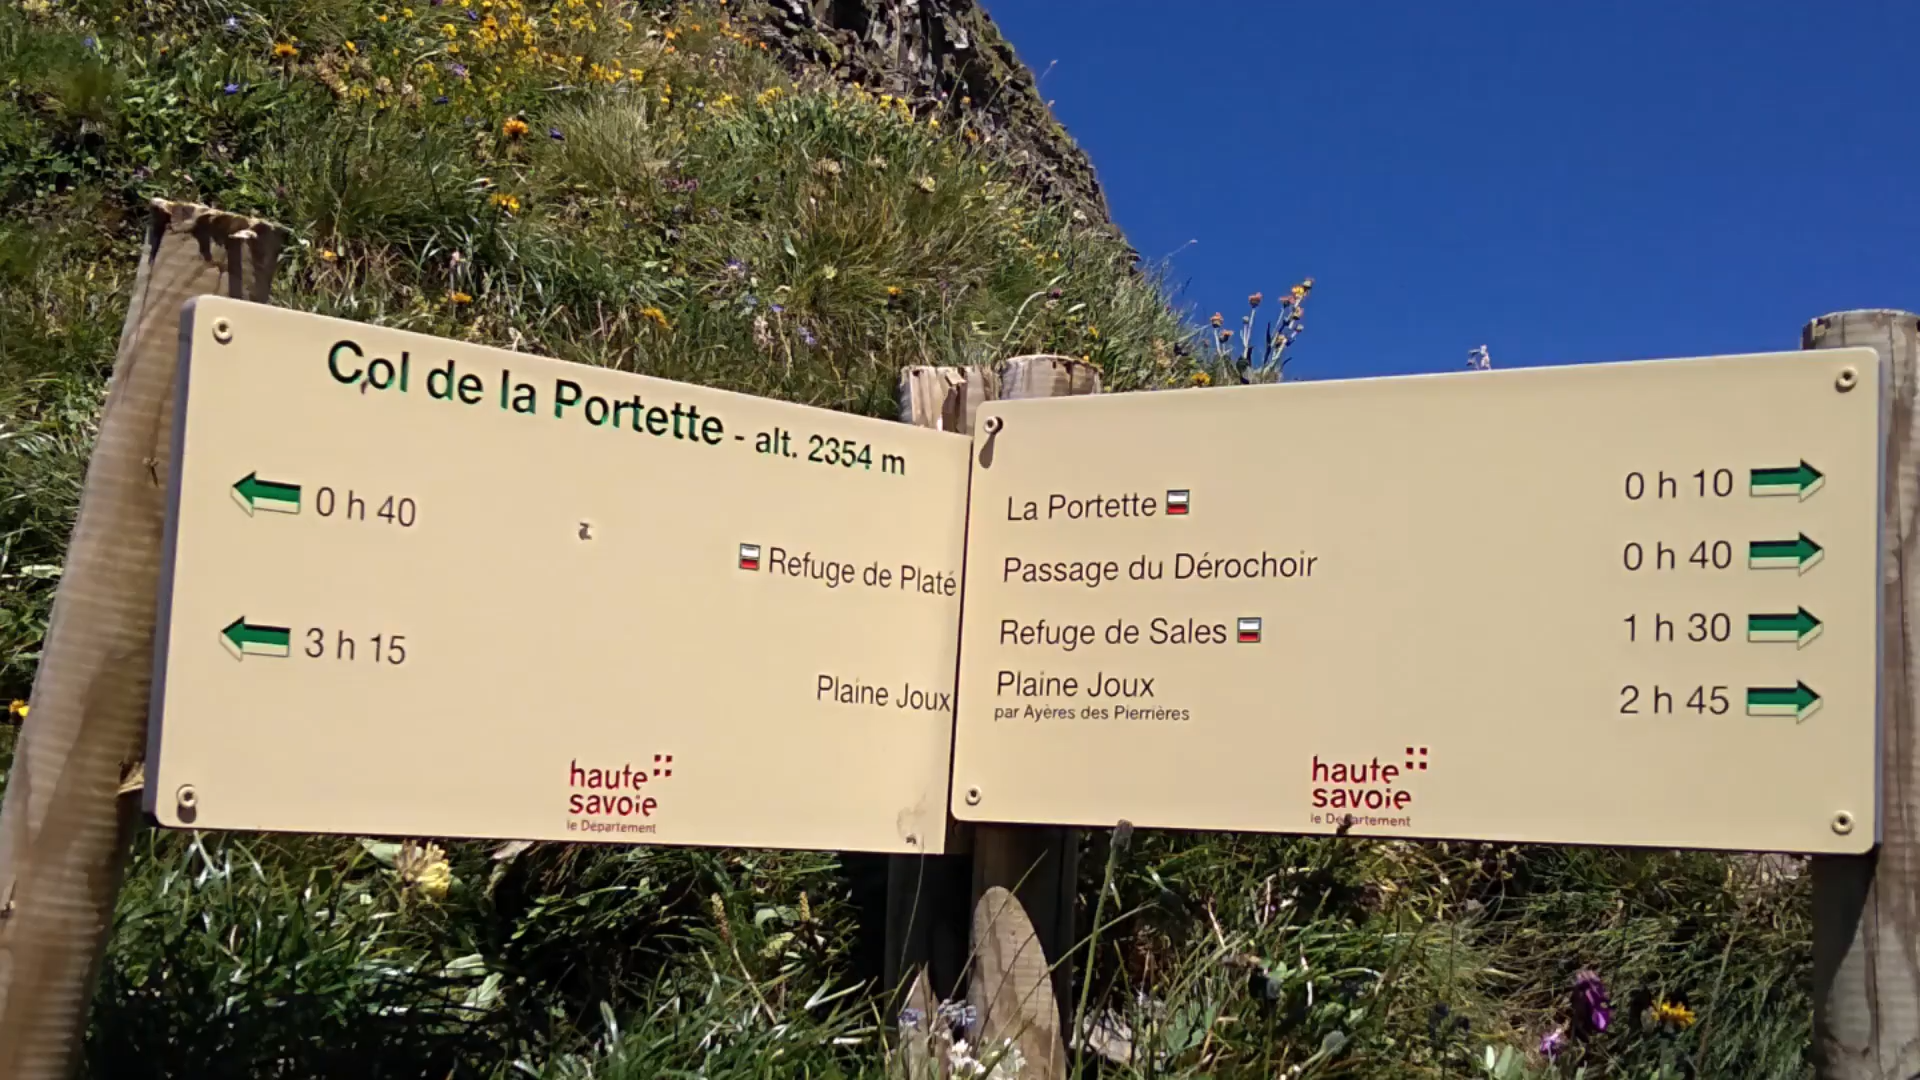 Col de la Portette - alt. 2354 m
0 h 40 Refuge de Platé
3 h 15 Plaine Joux
haute
savoie
le Département
La Portette 0 h 10
Passage du Dérochoir 0 h 40
Refuge de Sales 1 h 30
Plaine Joux 2 h 45
par Ayères des Pierrières
haute
savoie
le Département